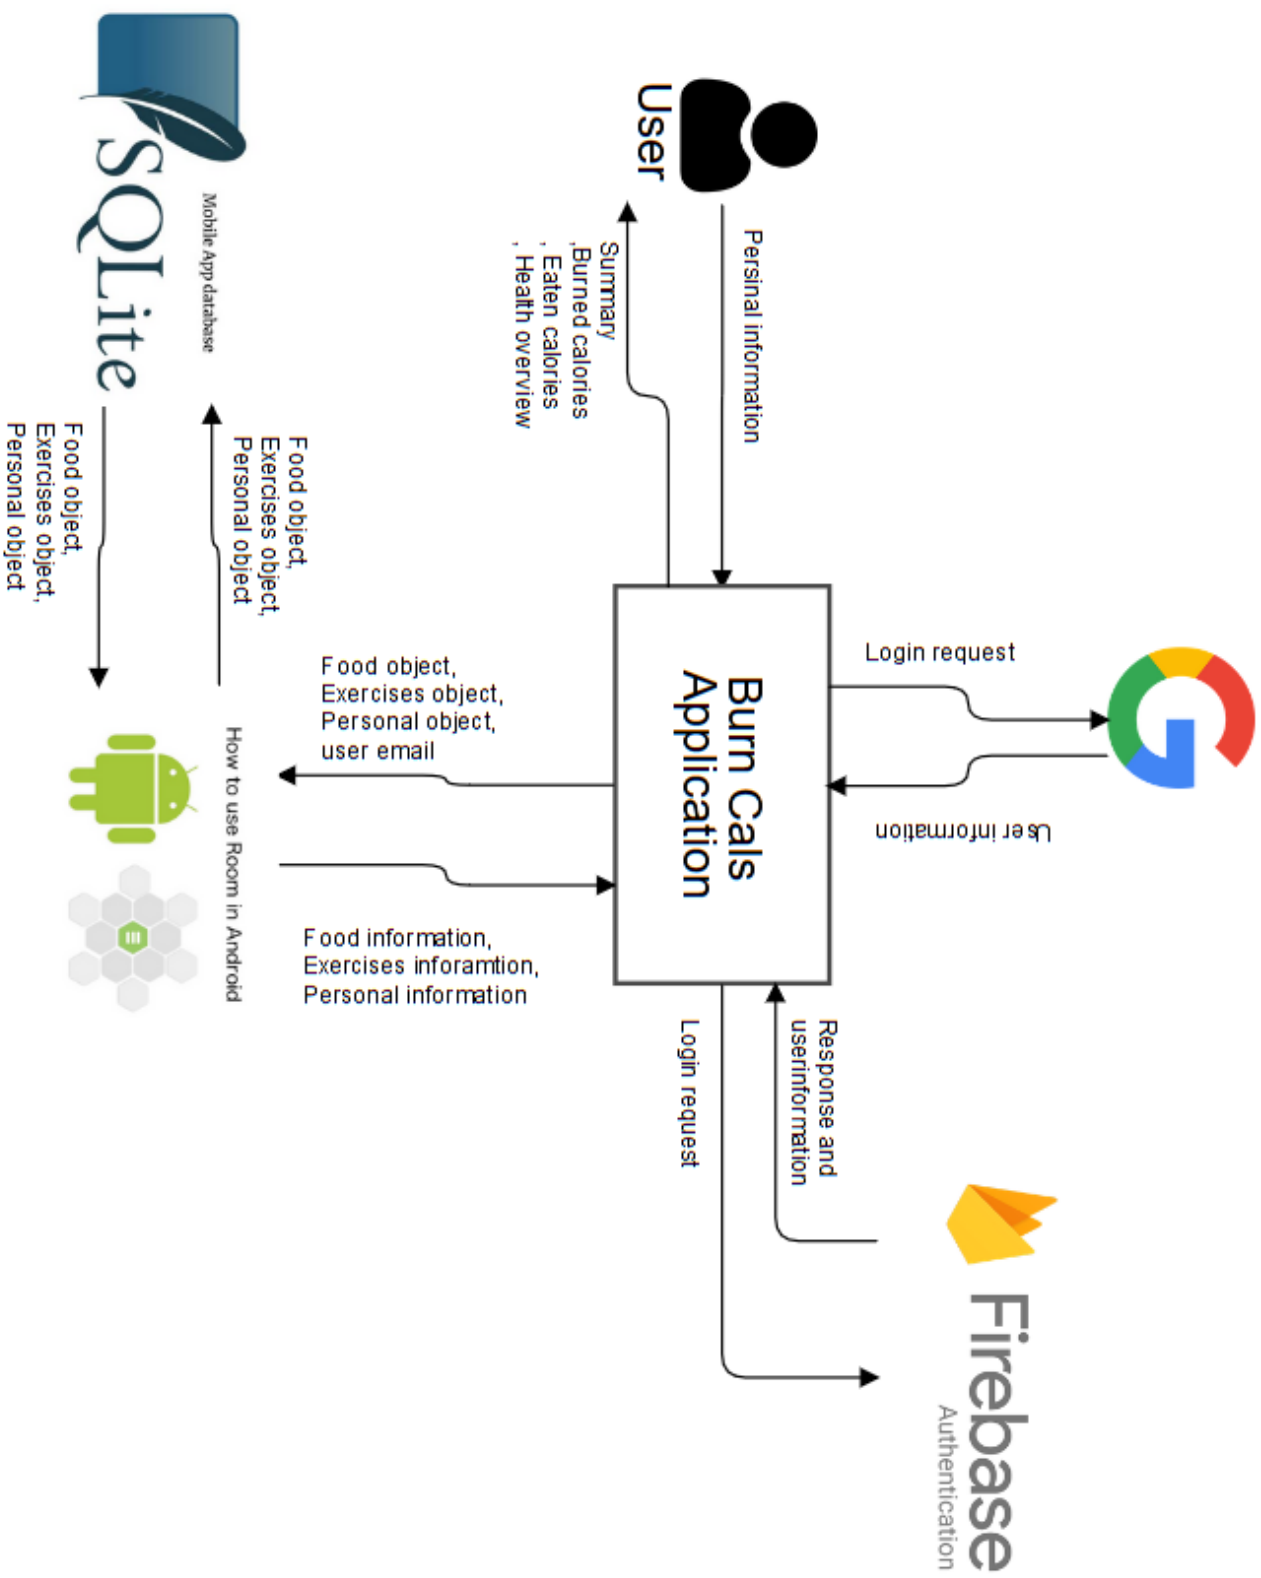 Login request
User information
User
Persinal information
Summary
,Burned calories
, Eaten calories
, Health overview
Burn Cals
Application
Response and
userinformation
Login request
Firebase
Authentication
Food object,
Exercises object,
Personal object,
user email
Food information,
Exercises inforamtion,
Personal information
Mobile App database
SQLite
Food object,
Exercises object,
Personal object
Food object,
Exercises object,
Personal object
How to use Room in Android